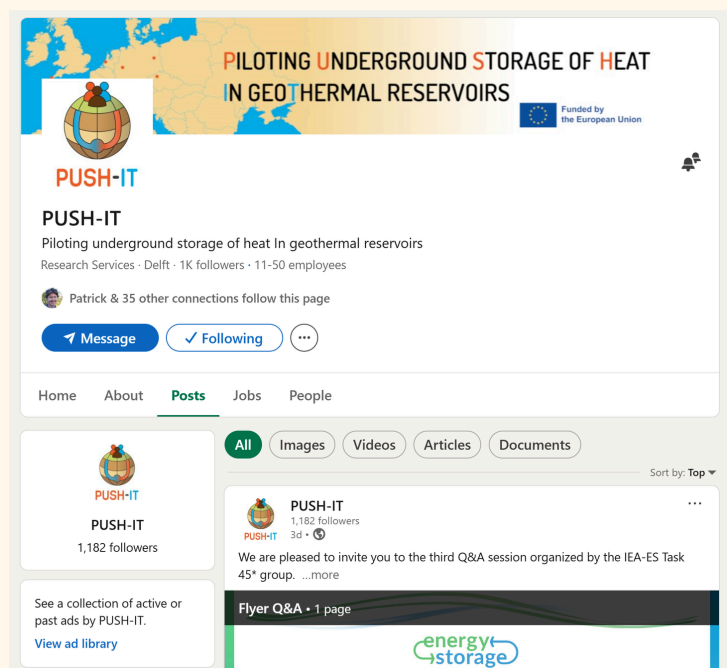 PILOTING UNDERGROUND STORAGE OF HEAT
IN GEOTHERMAL RESERVOIRS
Funded by
the European Union
PUSH-IT
PUSH-IT
Piloting underground storage of heat In geothermal reservoirs
Research Services · Delft · 1K followers · 11-50 employees
Patrick & 35 other connections follow this page
Message
Following
Home About Posts Jobs People
All Images Videos Articles Documents
Sort by: Top
PUSH-IT
PUSH-IT
1,182 followers
See a collection of active or
past ads by PUSH-IT.
View ad library
PUSH-IT
PUSH-IT
1,182 followers
3d •
We are pleased to invite you to the third Q&A session organized by the IEA-ES Task
45* group. ...more
Flyer Q&A • 1 page
energy
storage